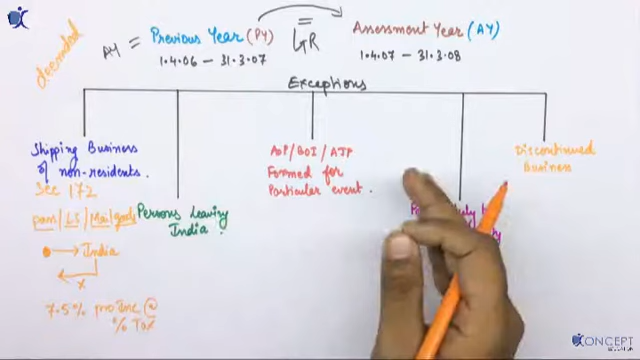 deemed
AY = Previous Year (PY)
1.4.06 – 31.3.07
GR
Assessment Year (AY)
1.4.07 – 31.3.08
Exceptions
Shipping Business
of non-residents.
Sec 172
pam/LS/Mail/goods
India
x
7.5%
@
% Tax
Persons Leaving
India
AOP/BOI/AJP
Formed for
Particular event.
Discontinued
Business
CONCEPT